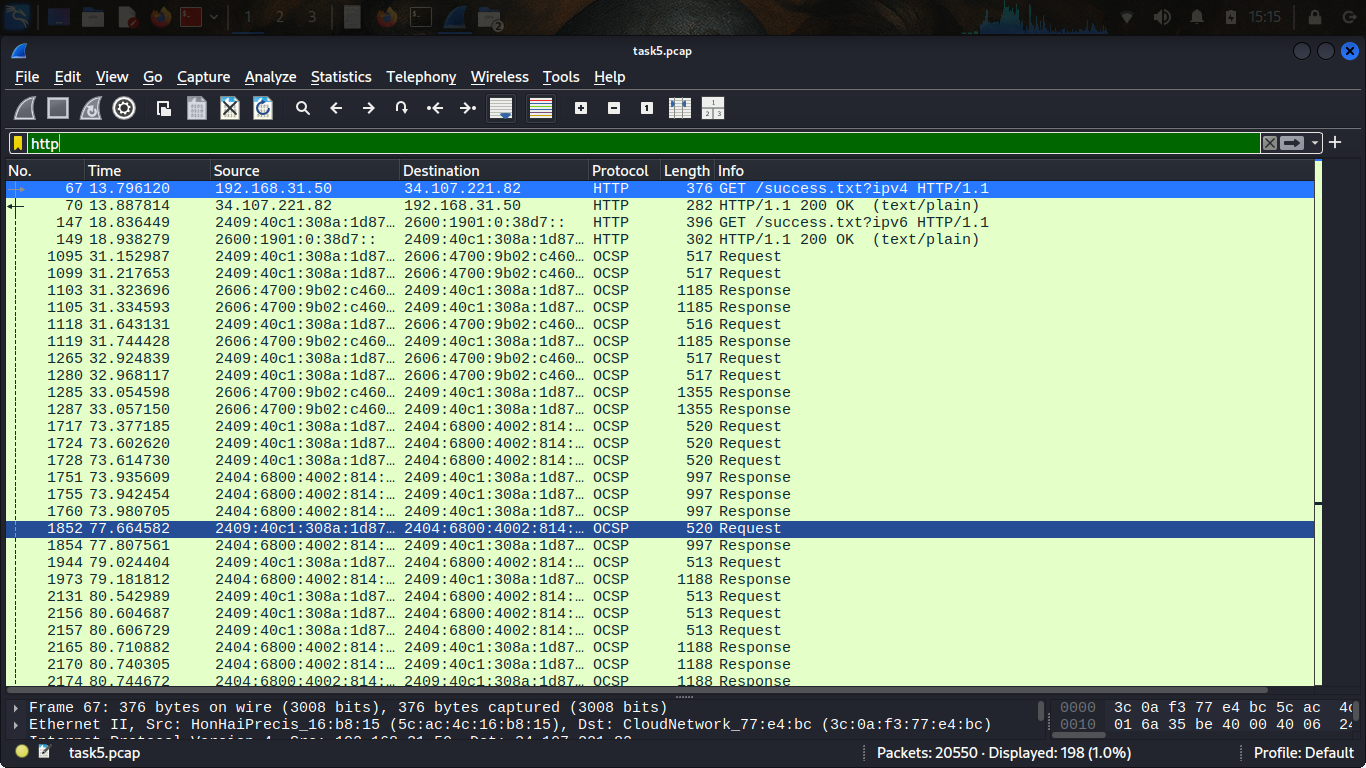 1 2 3 2 15:15
task5.pcap
File Edit View Go Capture Analyze Statistics Telephony Wireless Tools Help
http
No. Time Source Destination Protocol Length Info
67 13.796120 192.168.31.50 34.107.221.82 HTTP 376 GET /success.txt?ipv4 HTTP/1.1
70 13.887814 34.107.221.82 192.168.31.50 HTTP 282 HTTP/1.1 200 OK (text/plain)
147 18.836449 2409:40c1:308a:1d87… 2600:1901:0:38d7:: HTTP 396 GET /success.txt?ipv6 HTTP/1.1
149 18.938279 2600:1901:0:38d7:: 2409:40c1:308a:1d87… HTTP 302 HTTP/1.1 200 OK (text/plain)
1095 31.152987 2409:40c1:308a:1d87… 2606:4700:9b02:c460… OCSP 517 Request
1099 31.217653 2409:40c1:308a:1d87… 2606:4700:9b02:c460… OCSP 517 Request
1103 31.323696 2606:4700:9b02:c460… 2409:40c1:308a:1d87… OCSP 1185 Response
1105 31.334593 2606:4700:9b02:c460… 2409:40c1:308a:1d87… OCSP 1185 Response
1118 31.643131 2409:40c1:308a:1d87… 2606:4700:9b02:c460… OCSP 516 Request
1119 31.744428 2606:4700:9b02:c460… 2409:40c1:308a:1d87… OCSP 1185 Response
1265 32.924839 2409:40c1:308a:1d87… 2606:4700:9b02:c460… OCSP 517 Request
1280 32.968117 2409:40c1:308a:1d87… 2606:4700:9b02:c460… OCSP 517 Request
1285 33.054598 2606:4700:9b02:c460… 2409:40c1:308a:1d87… OCSP 1355 Response
1287 33.057150 2606:4700:9b02:c460… 2409:40c1:308a:1d87… OCSP 1355 Response
1717 73.377185 2409:40c1:308a:1d87… 2404:6800:4002:814:… OCSP 520 Request
1724 73.602620 2409:40c1:308a:1d87… 2404:6800:4002:814:… OCSP 520 Request
1728 73.614730 2409:40c1:308a:1d87… 2404:6800:4002:814:… OCSP 520 Request
1751 73.935609 2404:6800:4002:814:… 2409:40c1:308a:1d87… OCSP 997 Response
1755 73.942454 2404:6800:4002:814:… 2409:40c1:308a:1d87… OCSP 997 Response
1760 73.980705 2404:6800:4002:814:… 2409:40c1:308a:1d87… OCSP 997 Response
1852 77.664582 2409:40c1:308a:1d87… 2404:6800:4002:814:… OCSP 520 Request
1854 77.807561 2404:6800:4002:814:… 2409:40c1:308a:1d87… OCSP 997 Response
1944 79.024404 2409:40c1:308a:1d87… 2404:6800:4002:814:… OCSP 513 Request
1973 79.181812 2404:6800:4002:814:… 2409:40c1:308a:1d87… OCSP 1188 Response
2131 80.542989 2409:40c1:308a:1d87… 2404:6800:4002:814:… OCSP 513 Request
2156 80.604687 2409:40c1:308a:1d87… 2404:6800:4002:814:… OCSP 513 Request
2157 80.606729 2409:40c1:308a:1d87… 2404:6800:4002:814:… OCSP 513 Request
2165 80.710882 2404:6800:4002:814:… 2409:40c1:308a:1d87… OCSP 1188 Response
2170 80.740305 2404:6800:4002:814:… 2409:40c1:308a:1d87… OCSP 1188 Response
2174 80.744672 2404:6800:4002:814:… 2409:40c1:308a:1d87… OCSP 1188 Response
Frame 67: 376 bytes on wire (3008 bits), 376 bytes captured (3008 bits) 0000 3c 0a f3 77 e4 bc 5c ac 4c
Ethernet II, Src: HonHaiPrecis_16:b8:15 (5c:ac:4c:16:b8:15), Dst: CloudNetwork_77:e4:bc (3c:0a:f3:77:e4:bc) 0010 01 6a 35 be 40 00 40 06 24
task5.pcap Packets: 20550 · Displayed: 198 (1.0%) Profile: Default